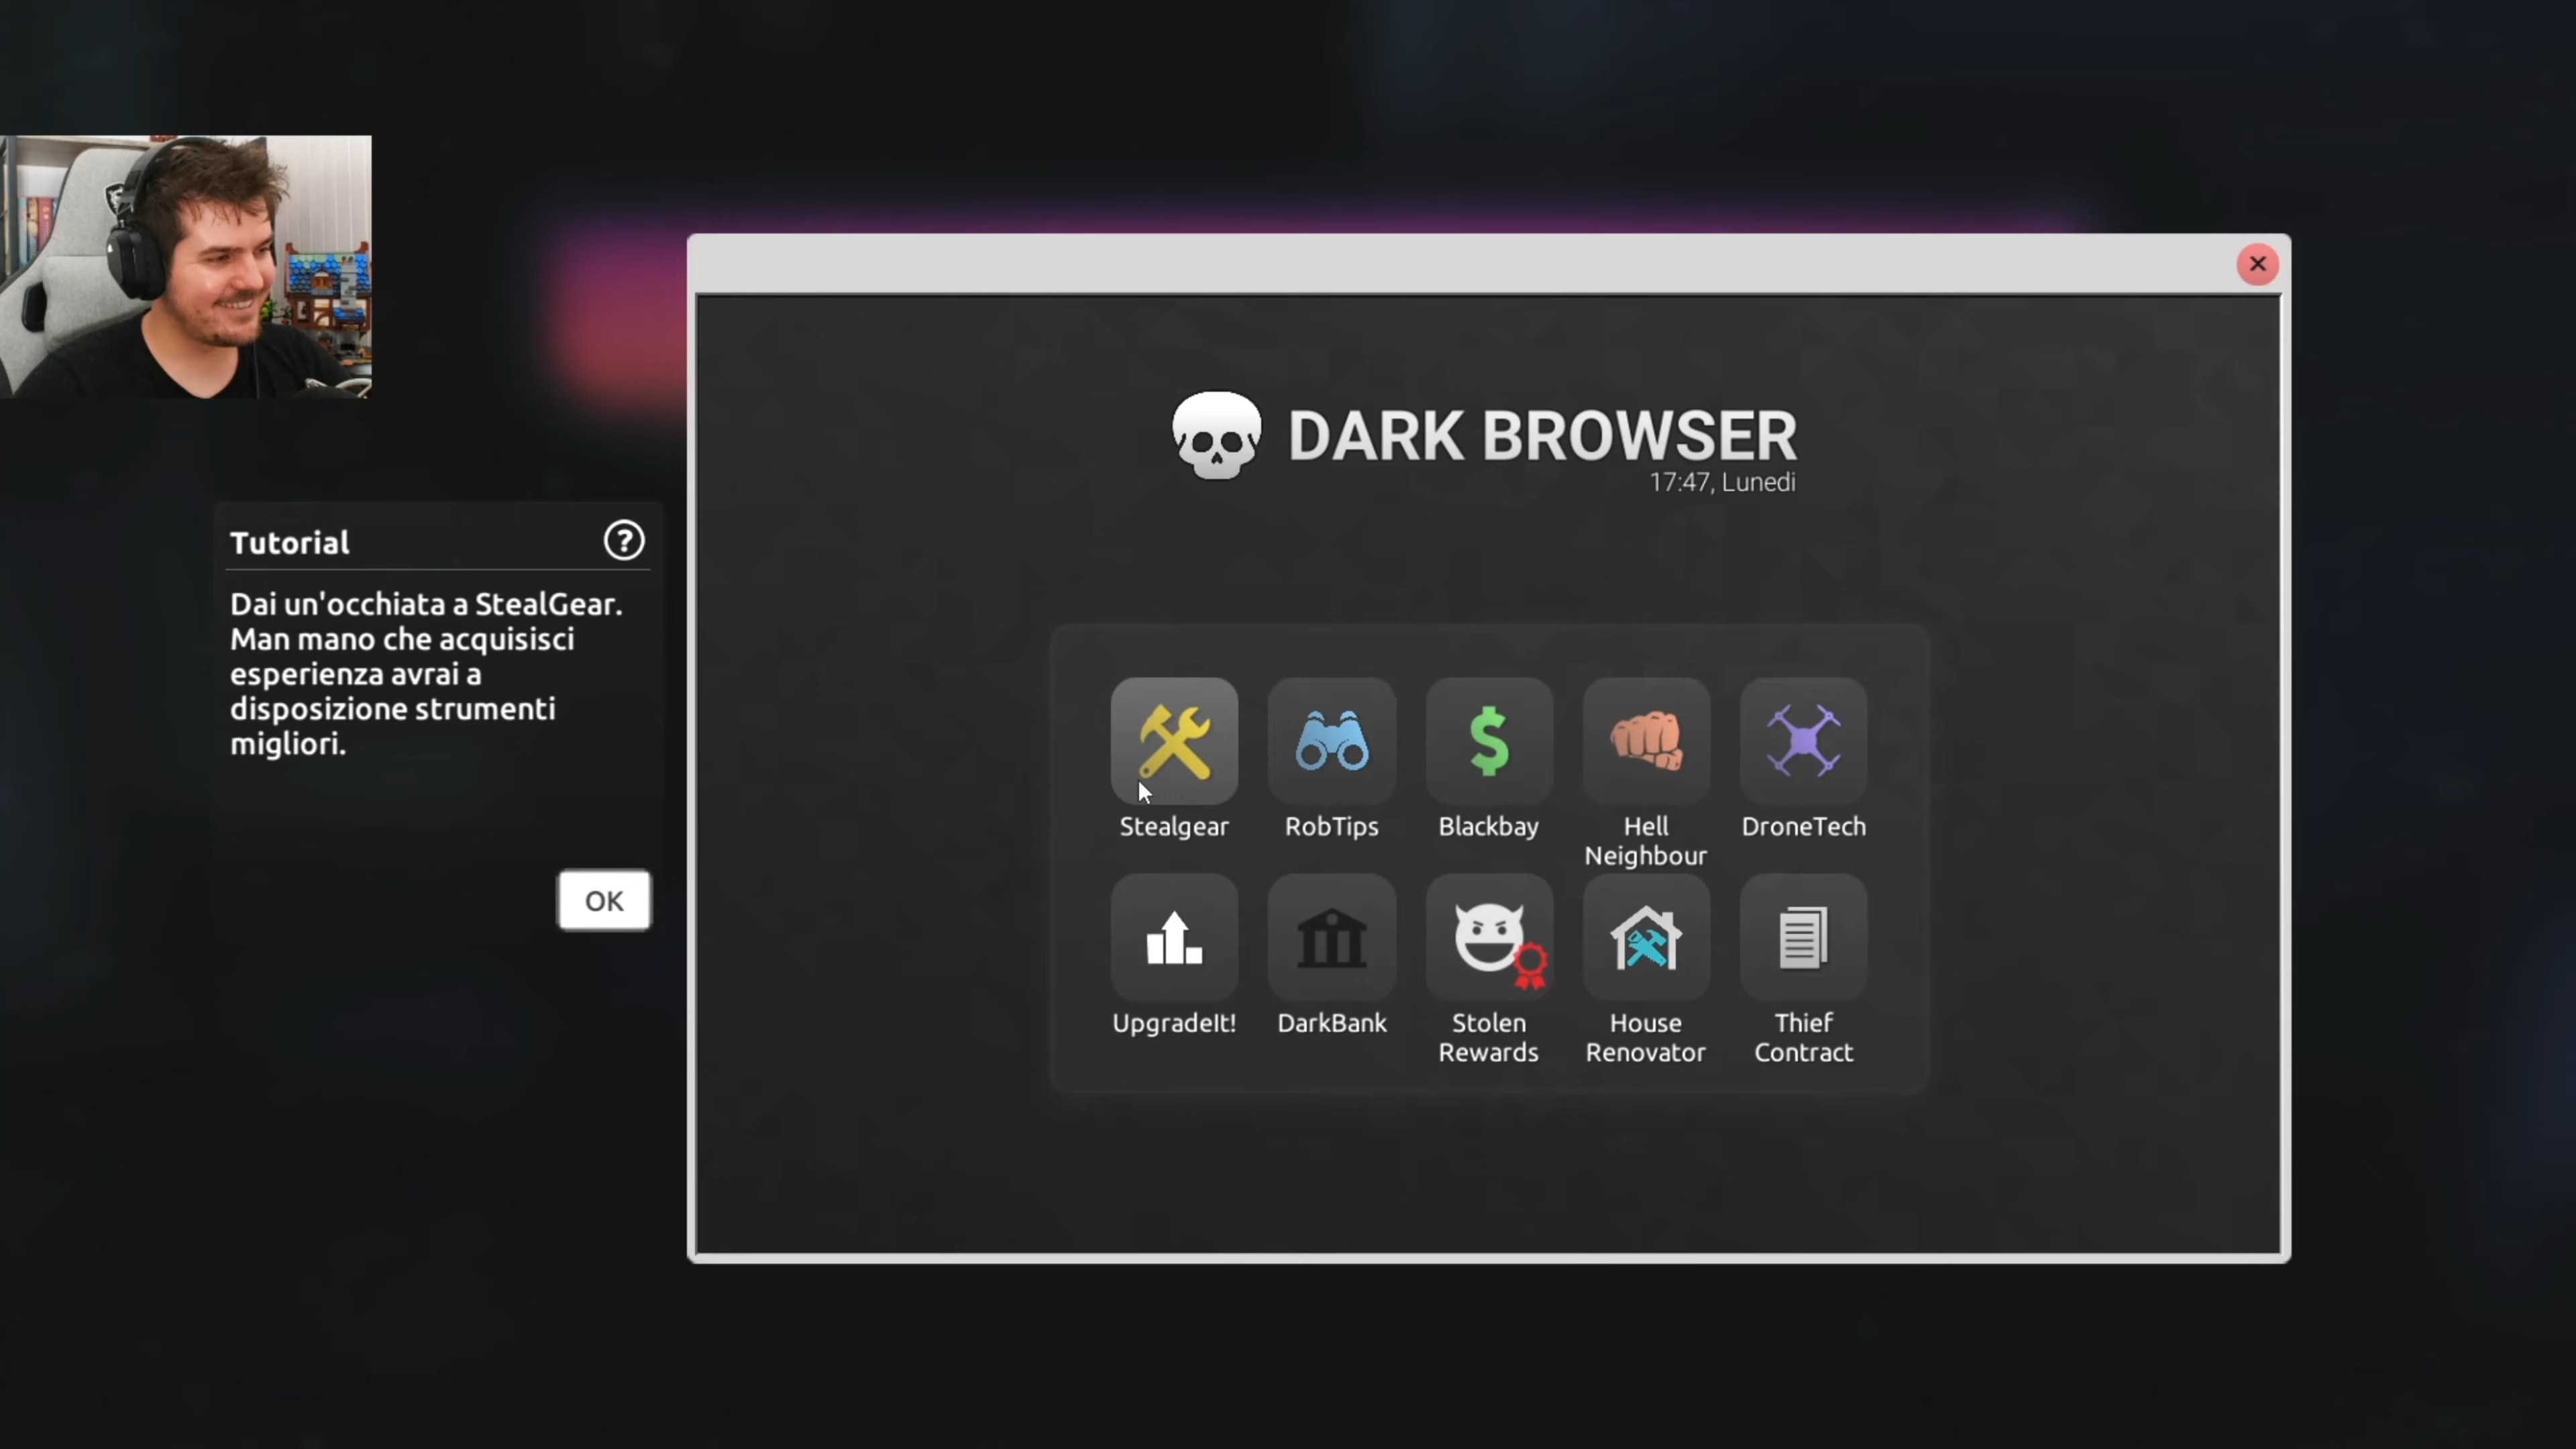 DARK BROWSER
17:47, Lunedi
Tutorial
?
Dai un'occhiata a StealGear.
Man mano che acquisisci
esperienza avrai a
disposizione strumenti
migliori.
OK
Stealgear
RobTips
Blackbay
Hell
Neighbour
DroneTech
UpgradeIt!
DarkBank
Stolen
Rewards
House
Renovator
Thief
Contract